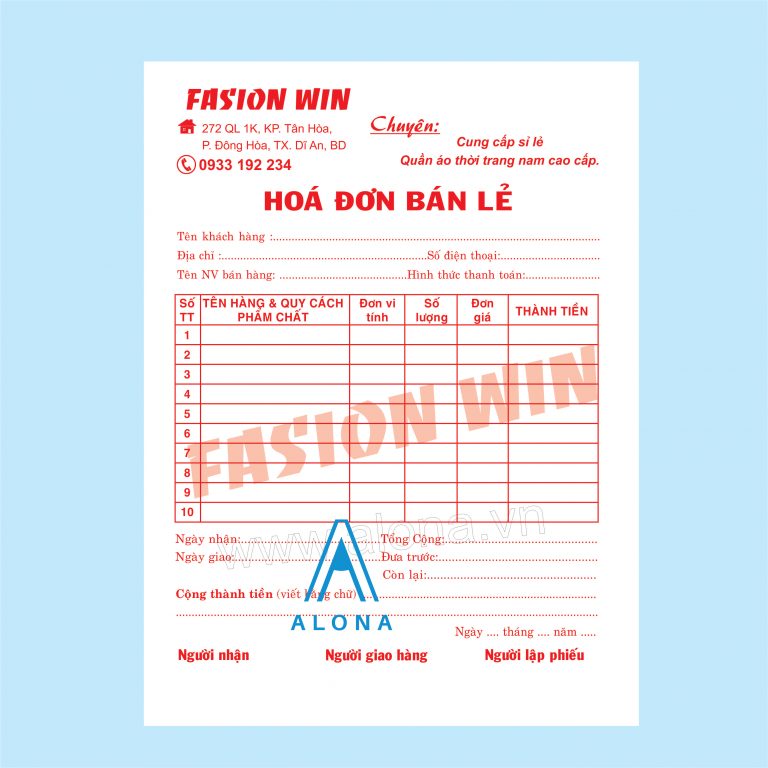 FASION WIN
272 QL 1K, KP. Tân Hòa,
P. Đông Hòa, TX. Dĩ An, BD
0933 192 234
Chuyên:
Cung cấp sỉ lẻ
Quần áo thời trang nam cao cấp.
HOÁ ĐƠN BÁN LẺ
Tên khách hàng :
Địa chỉ : Số điện thoại:
Tên NV bán hàng: Hình thức thanh toán:
Số TT TÊN HÀNG & QUY CÁCH PHẨM CHẤT Đơn vi tính Số lượng Đơn giá THÀNH TIỀN
1
2
3
4
5
6
7
8
9
10
FASION WIN
www.alona.vn
Ngày nhận: Tổng Cộng:
Ngày giao: Đưa trước:
Còn lại:
Cộng thành tiền (viết bằng chữ)
ALONA
Ngày .... tháng .... năm .....
Người nhận Người giao hàng Người lập phiếu